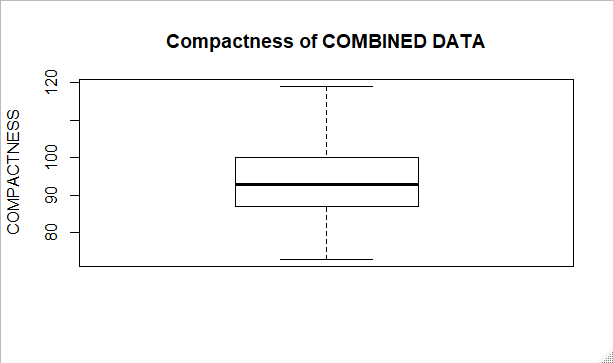 Compactness of COMBINED DATA
COMPACTNESS
120
100
90
80